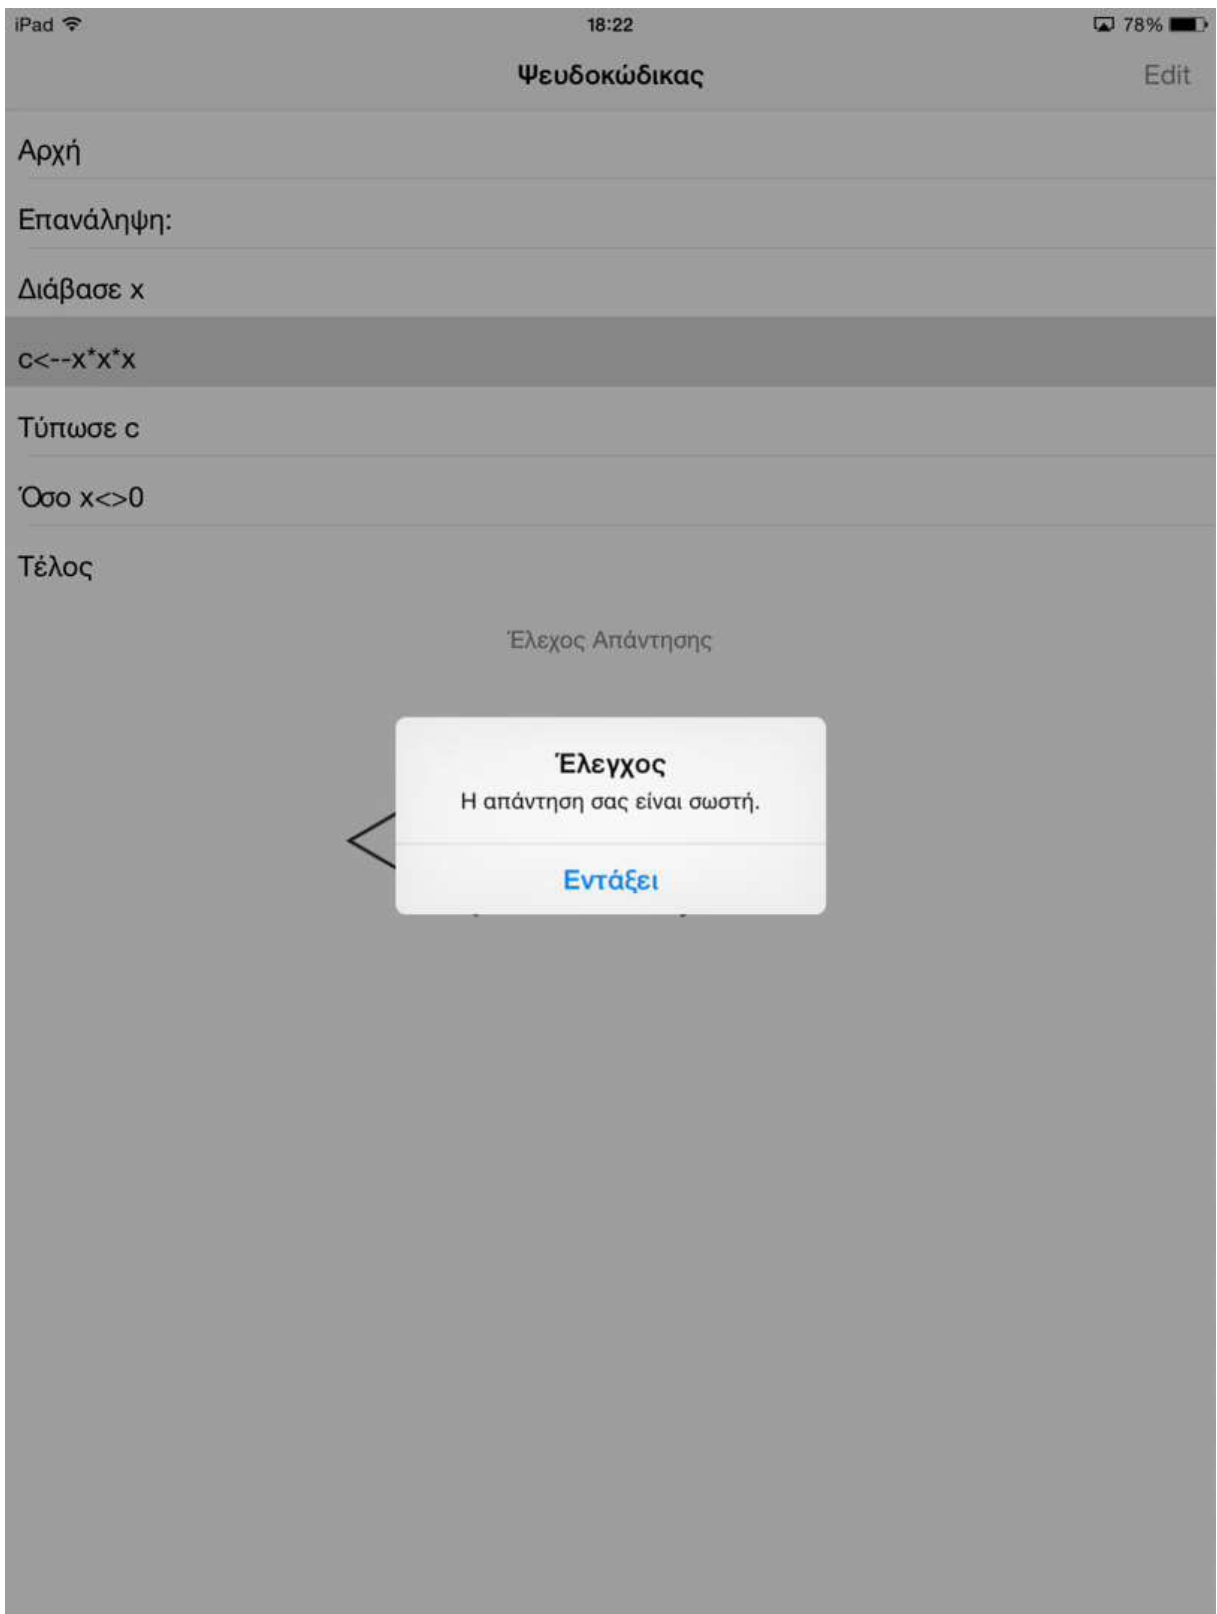 iPad 18:22 78%
Ψευδοκώδικας Edit
Αρχή
Επανάληψη:
Διάβασε x
c<--x*x*x
Τύπωσε c
Όσο x<>0
Τέλος
Έλεχος Απάντησης
Έλεγχος
Η απάντηση σας είναι σωστή.
Εντάξει